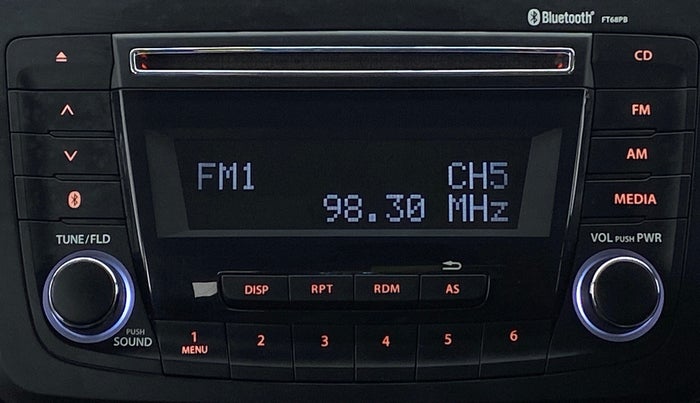 Bluetooth® FT68PB
CD
FM
AM
MEDIA
FM1 CH5
98.30 MHz
TUNE/FLD
VOL PUSH PWR
DISP RPT RDM AS
PUSH
SOUND
1 2 3 4 5 6
MENU